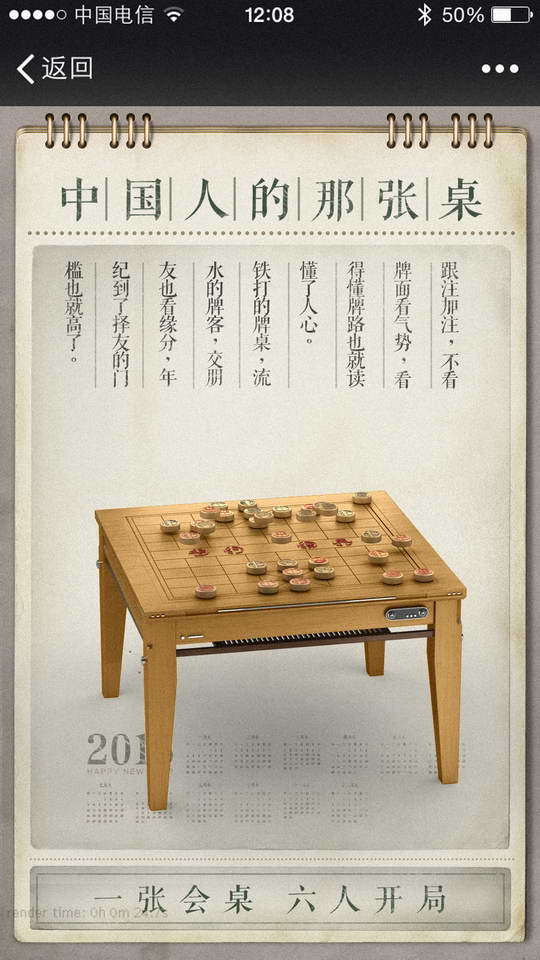 中国电信
12:08
50%
返回
中国人的那张桌
跟注加注，不看
牌面看气势，看
得懂牌路也就读
懂了人心。
铁打的牌桌，流
水的牌客，交朋
友也看缘分，年
纪到了择友的门
槛也就高了。
201
HAPPY NEW
一张会桌 六人开局
render time: 0h 0m 24.7s